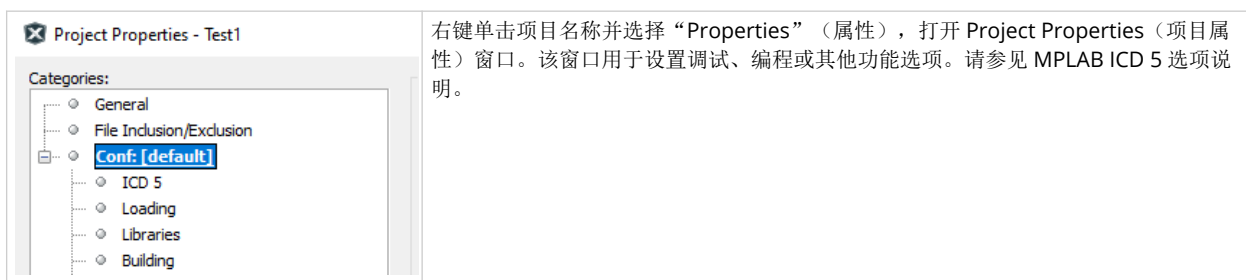 Project Properties - Test1
Categories:
General
File Inclusion/Exclusion
Conf: [default]
ICD 5
Loading
Libraries
Building
右键单击项目名称并选择“Properties”（属性），打开 Project Properties（项目属
性）窗口。该窗口用于设置调试、编程或其他功能选项。请参见 MPLAB ICD 5 选项说
明。